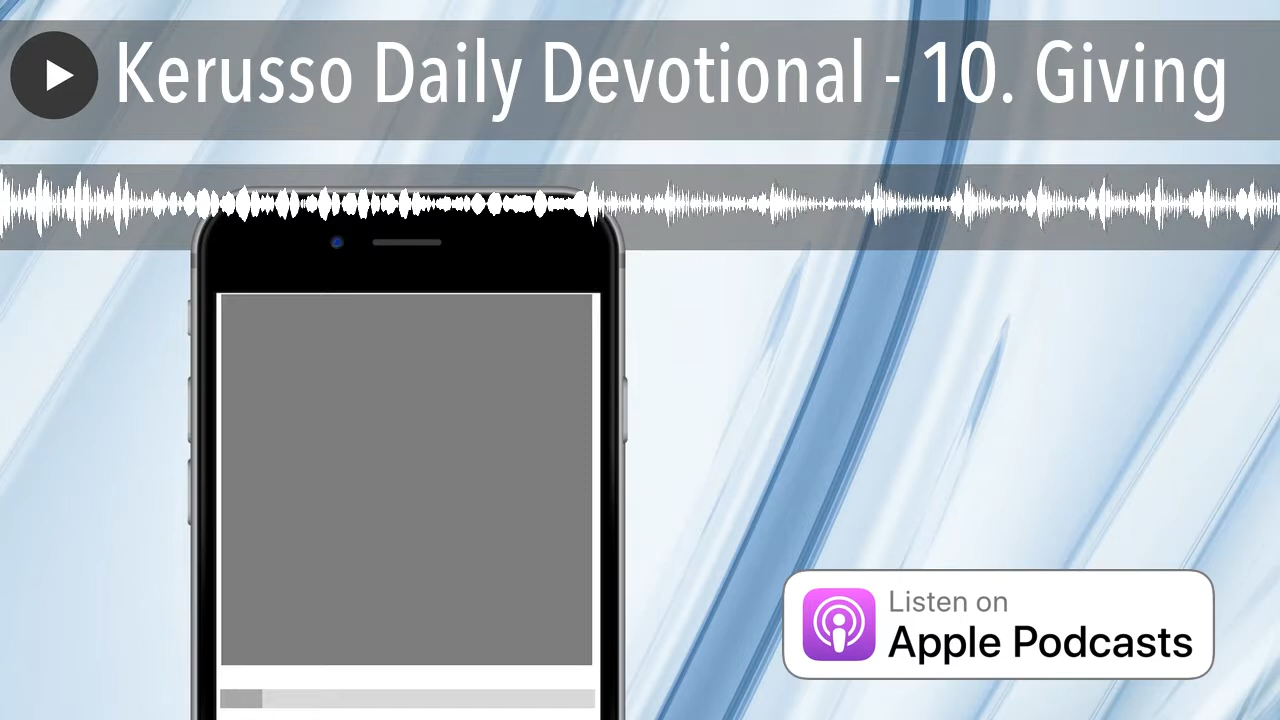 Kerusso Daily Devotional - 10. Giving
Listen on
Apple Podcasts